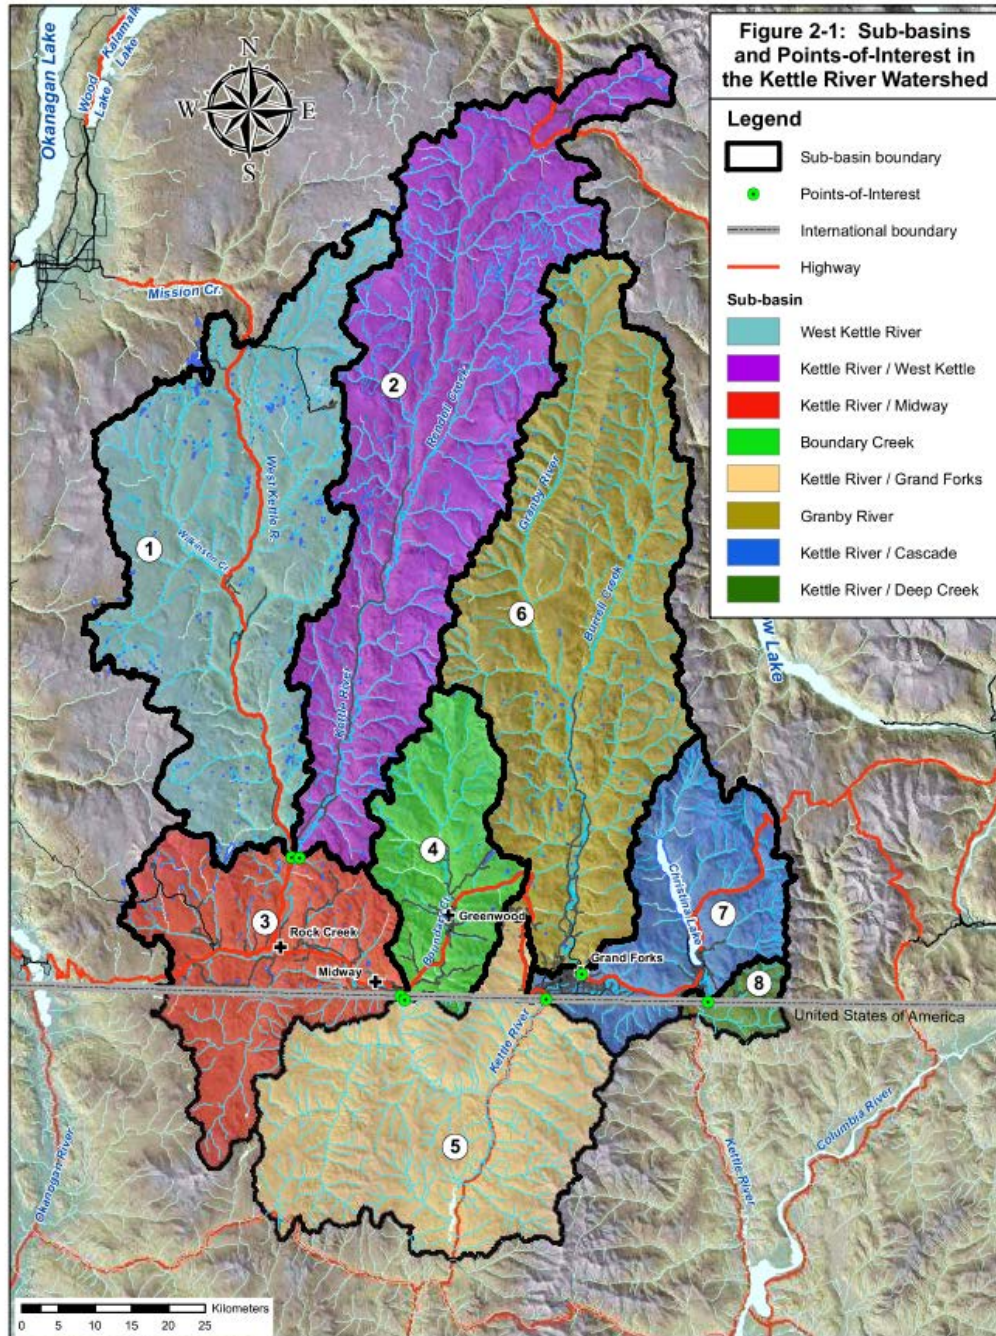 Figure 2-1: Sub-basins
and Points-of-Interest in
the Kettle River Watershed
Legend
Sub-basin boundary
Points-of-Interest
International boundary
Highway
Sub-basin
West Kettle River
Kettle River / West Kettle
Kettle River / Midway
Boundary Creek
Kettle River / Grand Forks
Granby River
Kettle River / Cascade
Kettle River / Deep Creek
Okanagan Lake
Wood
Lake
Kalamalk
Lake
N
W
E
S
Mission Cr.
2
Rendell Creek
West Kettle R.
Granby River
1
Wilkinson Cr.
6
Burrell Creek
ow Lake
Kettle River
4
Christina Lake
7
3
Boundary Cr.
Greenwood
Rock Creek
Midway
Grand Forks
8
United States of America
Kettle River
5
Okanogan River
Kettle River
Columbia River
Kilometers
0 5 10 15 20 25